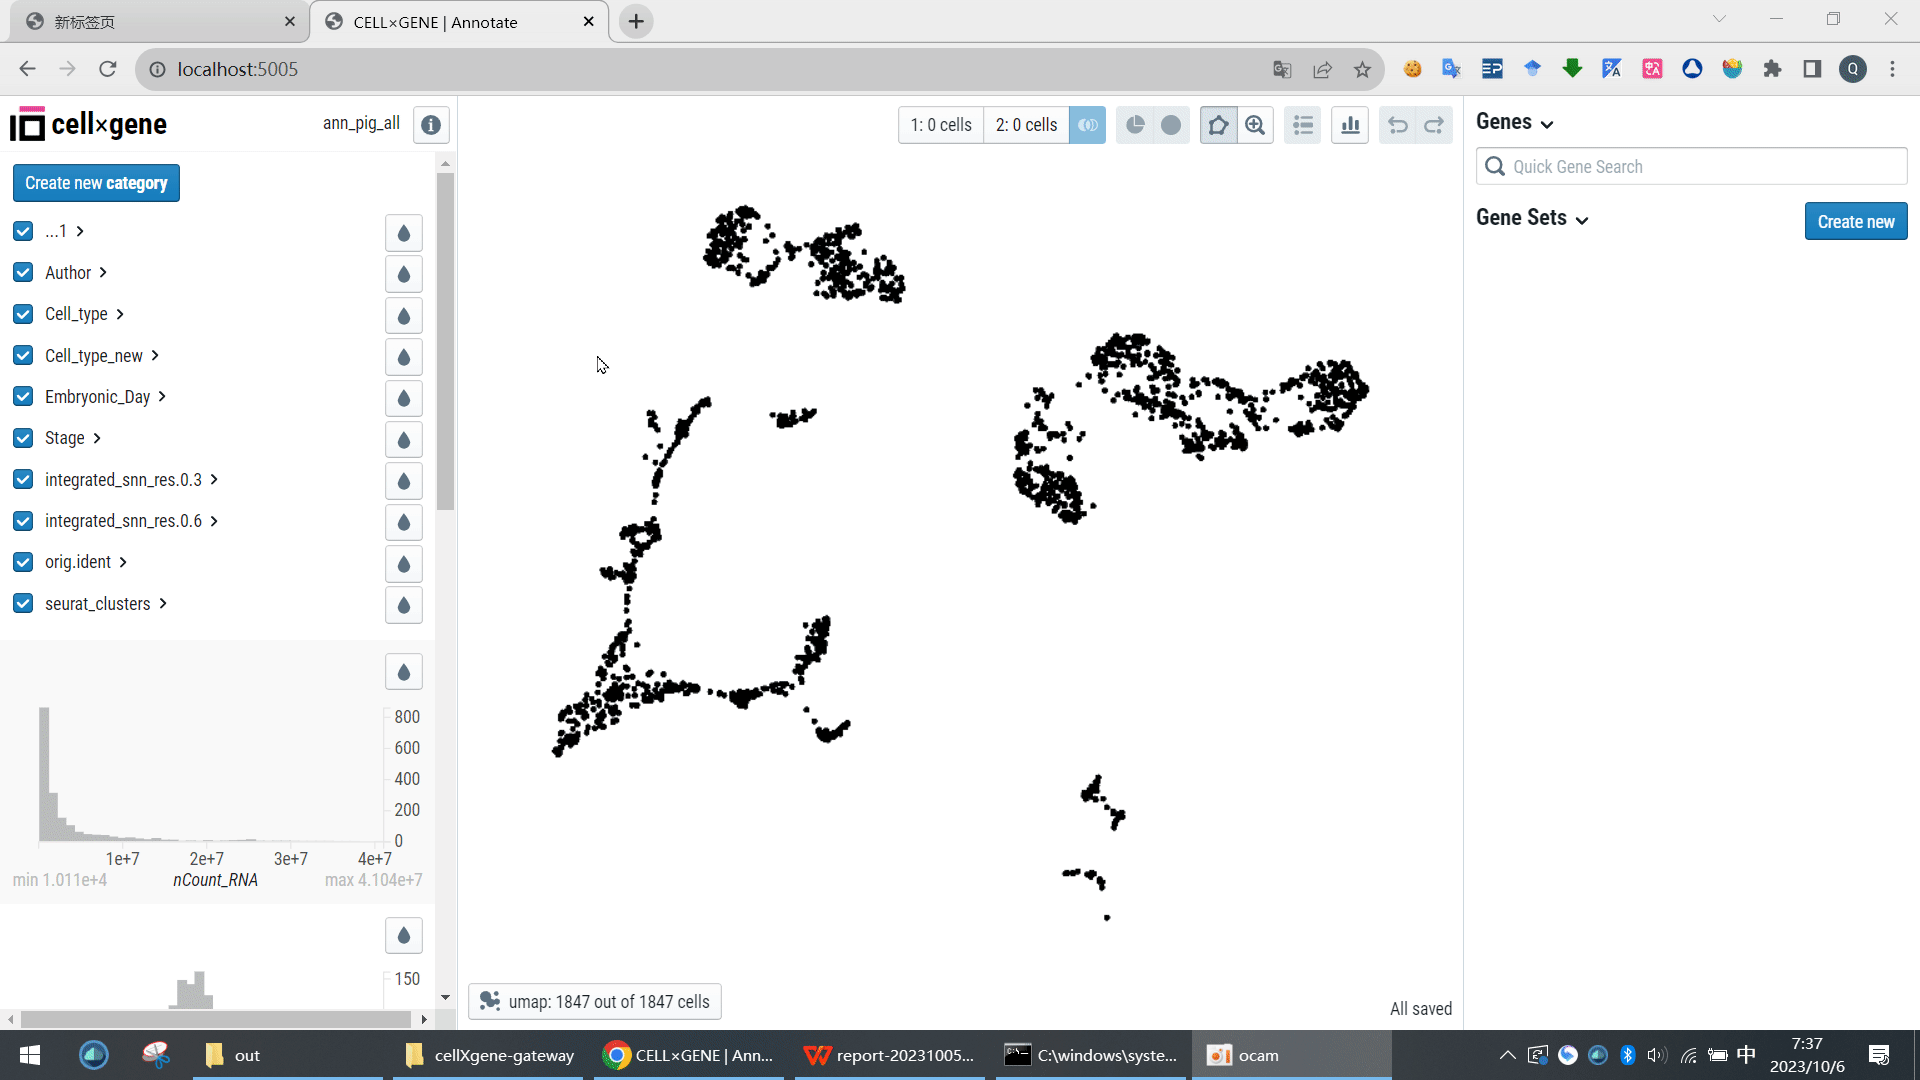 新标签页
CELL×GENE | Annotate
localhost:5005
Q
cell×gene
ann_pig_all
1: 0 cells
2: 0 cells
Genes
Quick Gene Search
Gene Sets
Create new
Create new category
...1
Author
Cell_type
Cell_type_new
Embryonic_Day
Stage
integrated_snn_res.0.3
integrated_snn_res.0.6
orig.ident
seurat_clusters
800
600
400
200
0
1e+7 2e+7 3e+7 4e+7
min 1.011e+4 nCount_RNA max 4.104e+7
150
umap: 1847 out of 1847 cells
All saved
out
cellXgene-gateway
CELL×GENE | Ann...
report-20231005...
C:\windows\syste...
ocam
中
7:37
2023/10/6